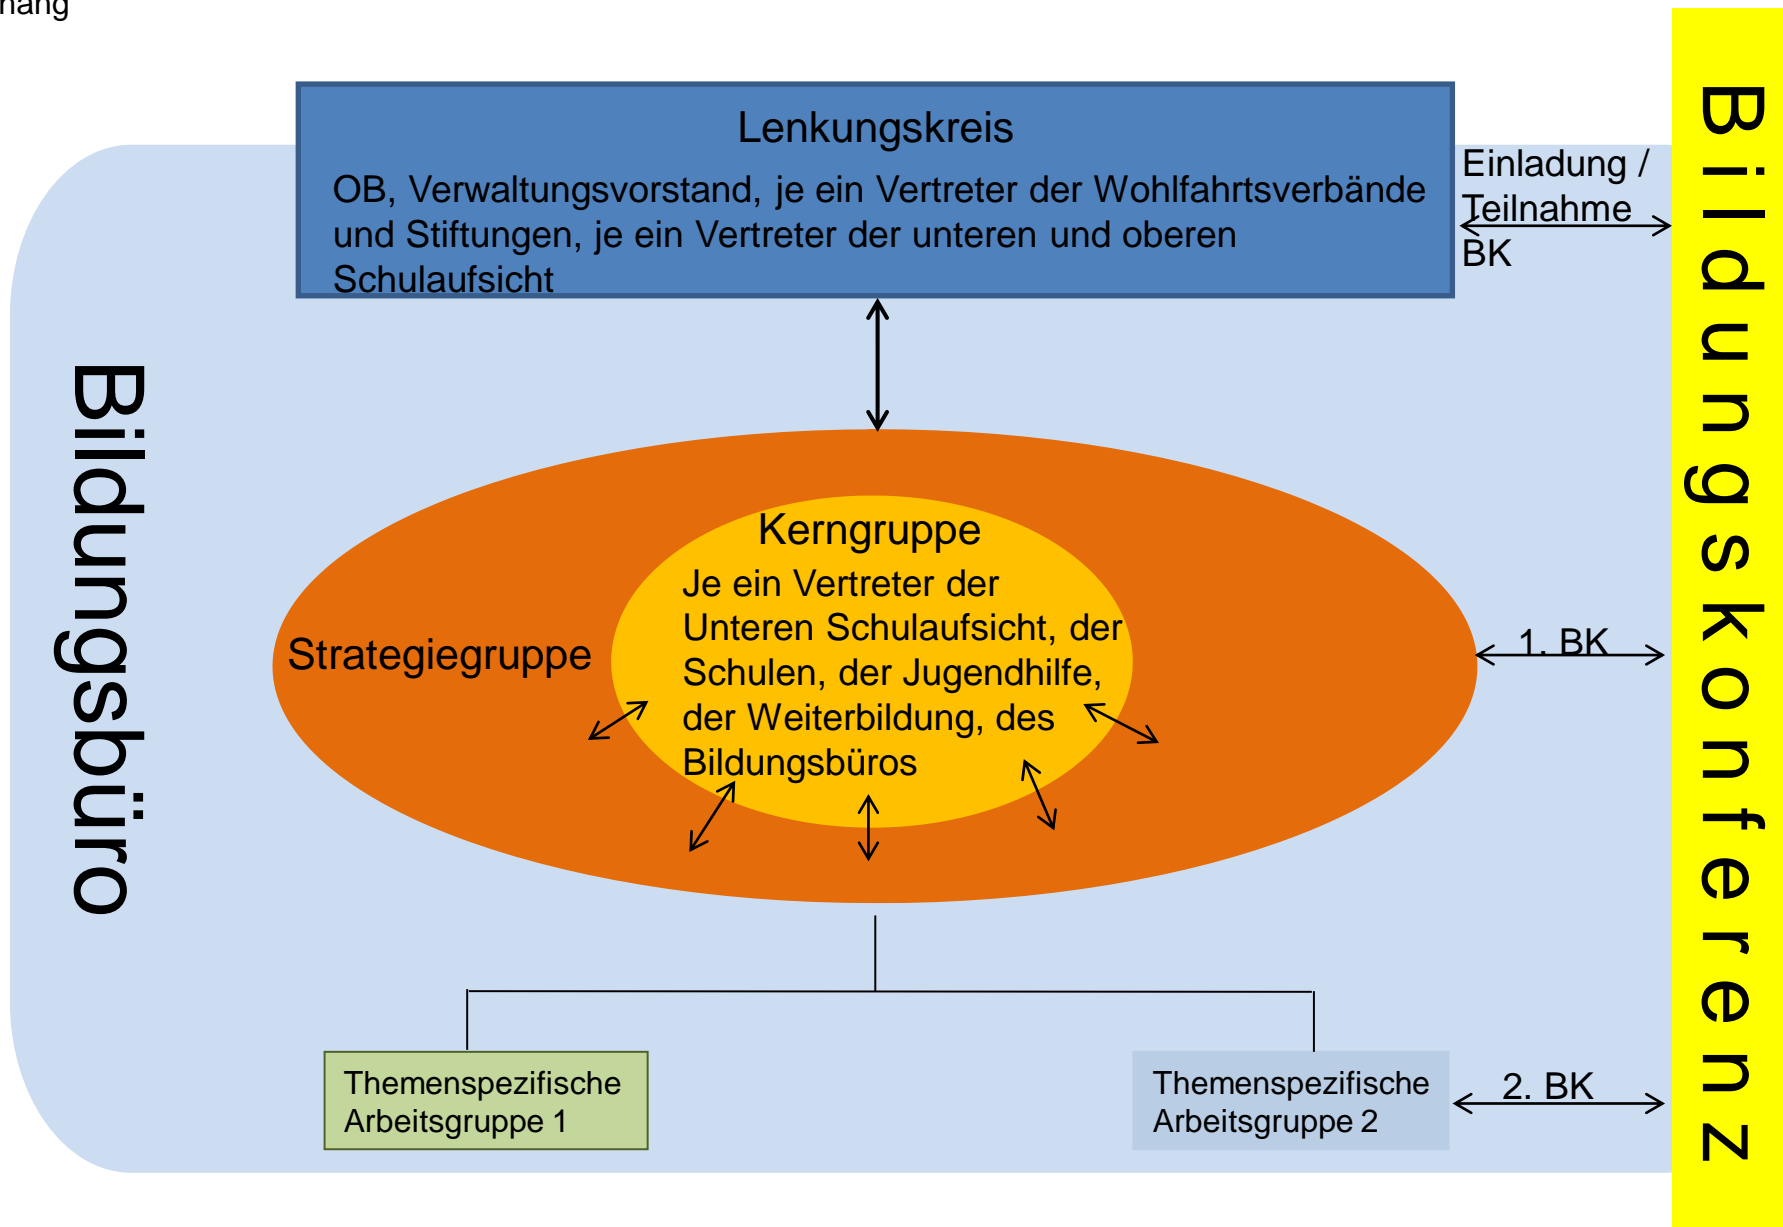 Lenkungskreis
OB, Verwaltungsvorstand, je ein Vertreter der Wohlfahrtsverbände
und Stiftungen, je ein Vertreter der unteren und oberen
Schulaufsicht
Einladung /
Teilnahme
BK
Bildungskonferenz
Bildungsbüro
Kerngruppe
Je ein Vertreter der
Unteren Schulaufsicht, der
Schulen, der Jugendhilfe,
der Weiterbildung, des
Bildungsbüros
Strategiegruppe
1. BK
Themenspezifische
Arbeitsgruppe 1
Themenspezifische
Arbeitsgruppe 2
2. BK